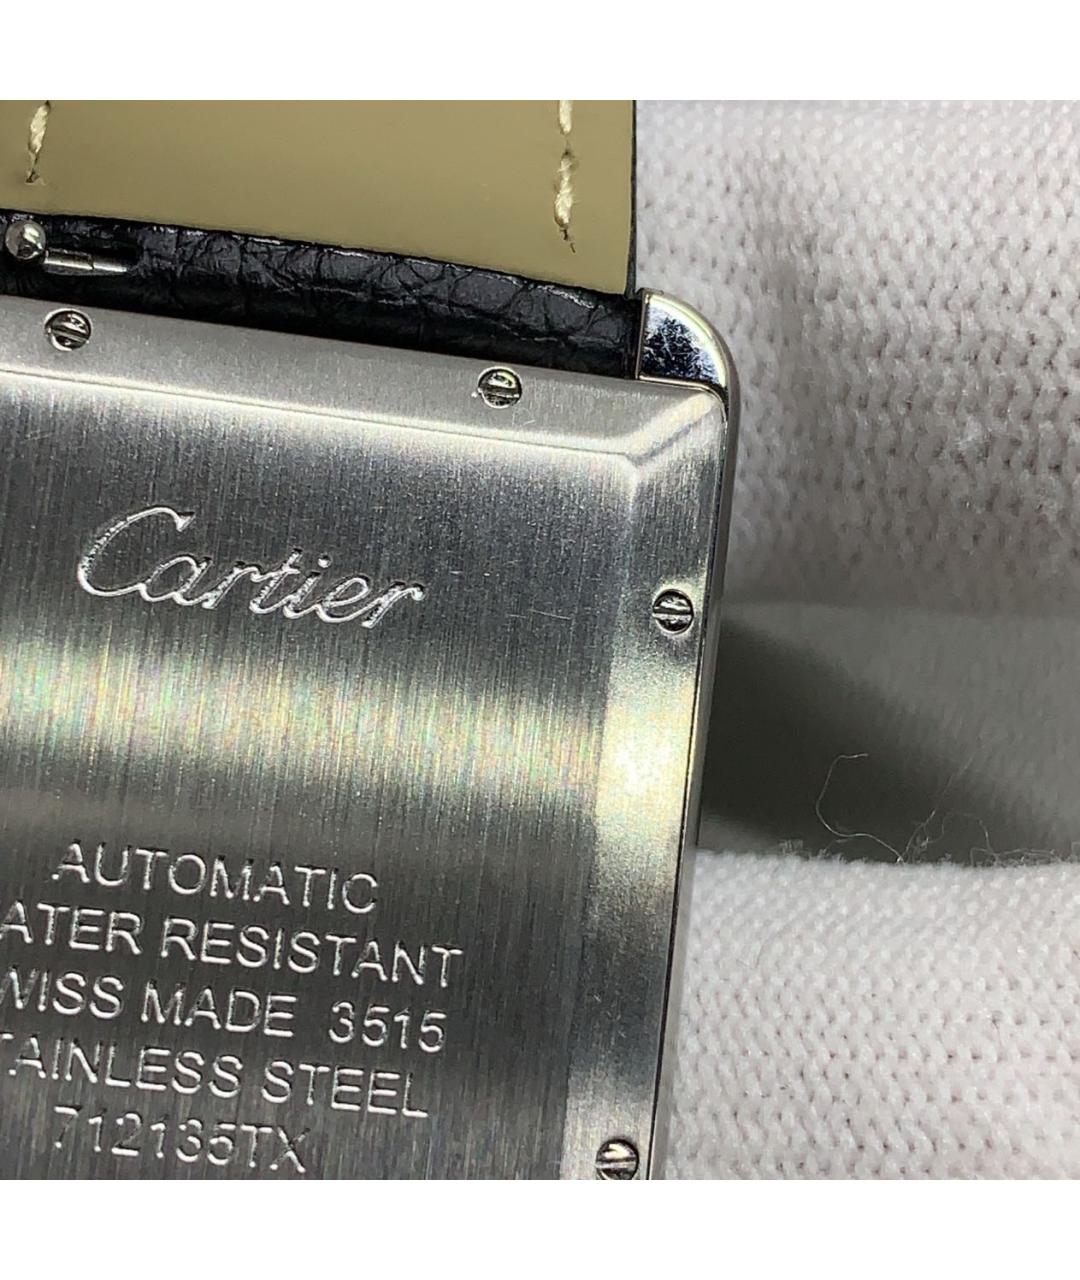 Cartier
AUTOMATIC
ATER RESISTANT
WISS MADE 3515
TAINLESS STEEL
712135TX